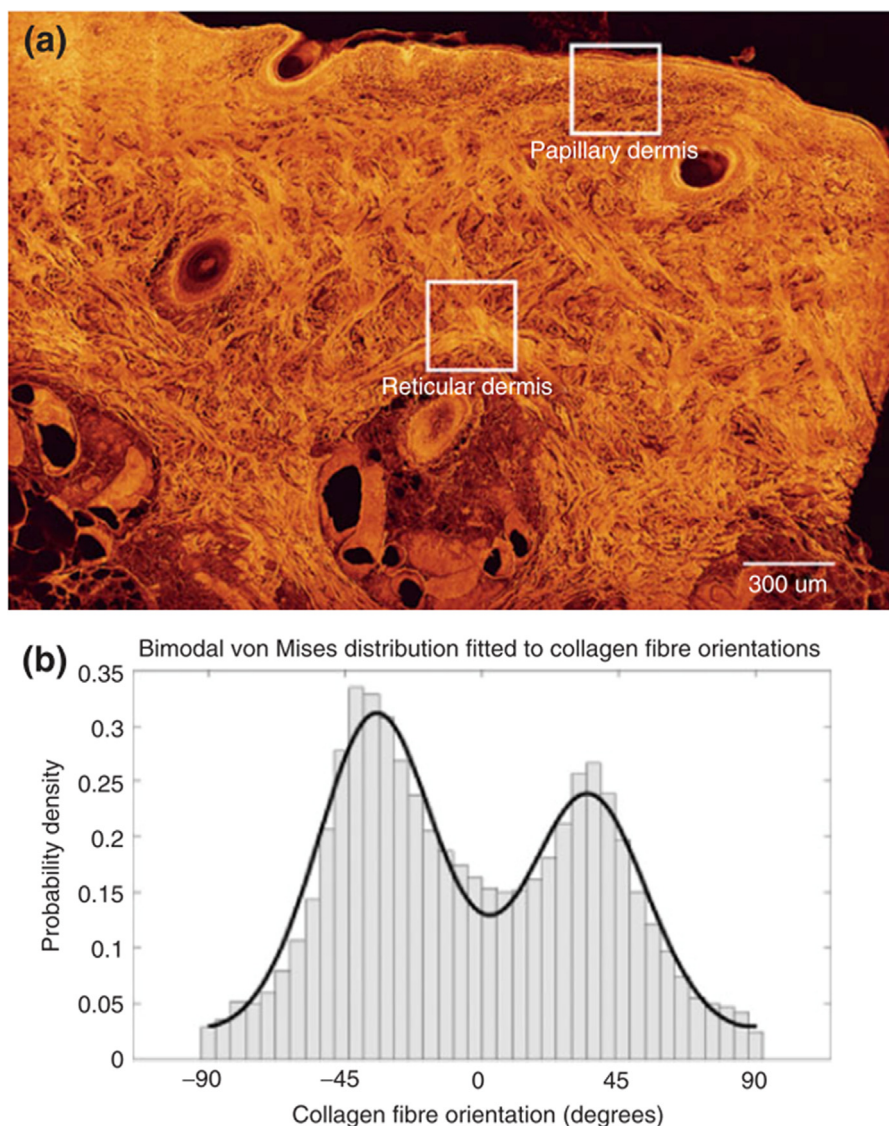 (a)
Papillary dermis
Reticular dermis
300 um
(b)
Bimodal von Mises distribution fitted to collagen fibre orientations
Probability density
0.35
0.3
0.25
0.2
0.15
0.1
0.05
0
–90
–45
0
45
90
Collagen fibre orientation (degrees)